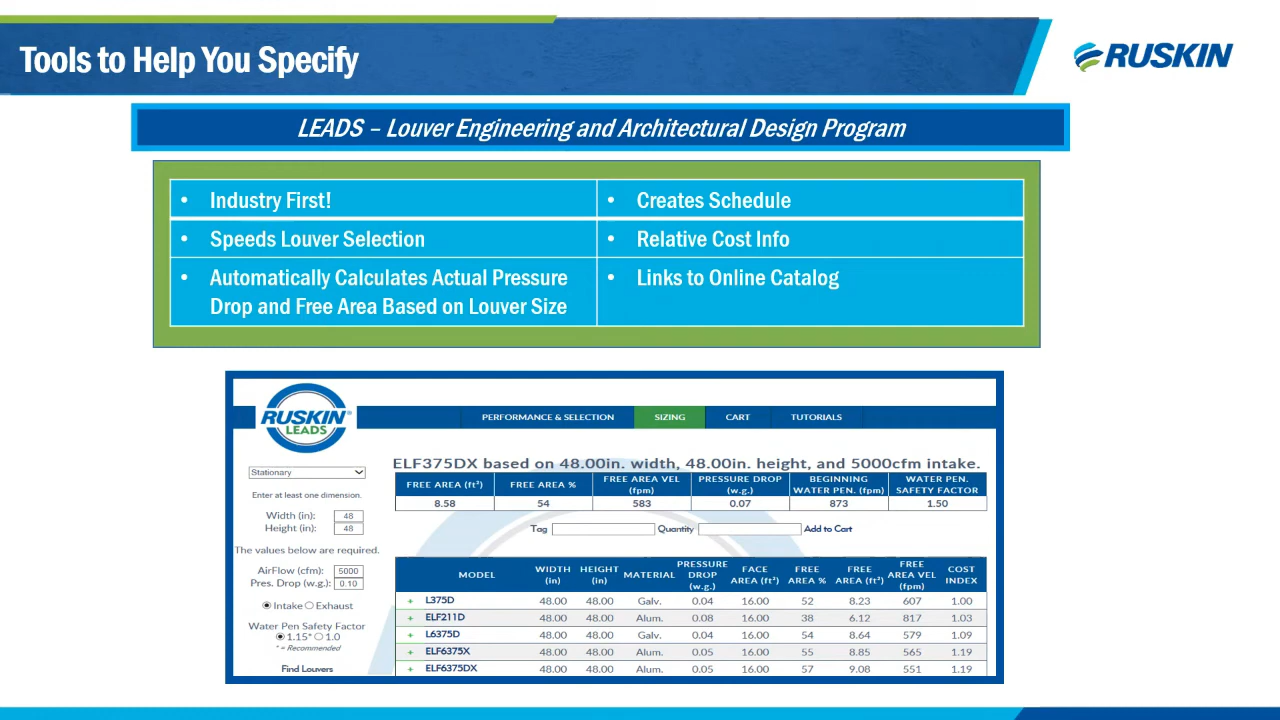 Tools to Help You Specify
RUSKIN
LEADS – Louver Engineering and Architectural Design Program
• Industry First!
• Creates Schedule
• Speeds Louver Selection
• Relative Cost Info
• Automatically Calculates Actual Pressure
Drop and Free Area Based on Louver Size
• Links to Online Catalog
RUSKIN®
LEADS
PERFORMANCE & SELECTION SIZING CART TUTORIALS
Stationary
Enter at least one dimension.
Width (in): 48
Height (in): 48
The values below are required.
AirFlow (cfm): 5000
Pres. Drop (w.g.): 0.10
Intake Exhaust
Water Pen Safety Factor
1.15* 1.0
* = Recommended
Find Louvers
ELF375DX based on 48.00in. width, 48.00in. height, and 5000cfm intake.
FREE AREA (ft²) FREE AREA % FREE AREA VEL (fpm) PRESSURE DROP (w.g.) BEGINNING WATER PEN. (fpm) WATER PEN. SAFETY FACTOR
8.58 54 583 0.07 873 1.50
Tag Quantity Add to Cart
MODEL WIDTH (in) HEIGHT (in) MATERIAL PRESSURE DROP (w.g.) FACE AREA (ft²) FREE AREA % FREE AREA (ft²) FREE AREA VEL (fpm) COST INDEX
+ L375D 48.00 48.00 Galv. 0.04 16.00 52 8.23 607 1.00
+ ELF211D 48.00 48.00 Alum. 0.08 16.00 38 6.12 817 1.03
+ L6375D 48.00 48.00 Galv. 0.04 16.00 54 8.64 579 1.09
+ ELF6375X 48.00 48.00 Alum. 0.05 16.00 55 8.85 565 1.19
+ ELF6375DX 48.00 48.00 Alum. 0.05 16.00 57 9.08 551 1.19